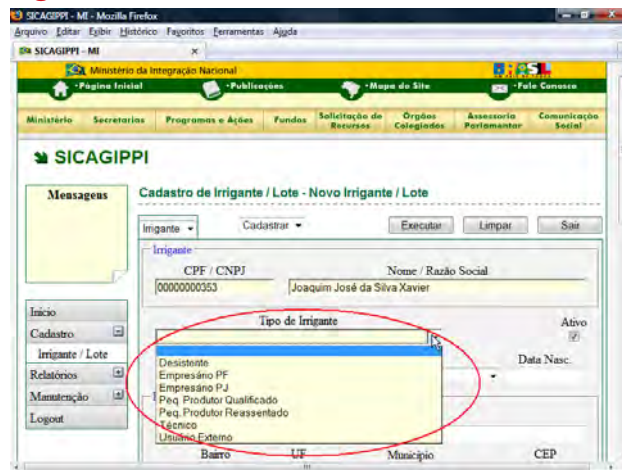 SICAGIPPI - MI - Mozilla Firefox
Arquivo Editar Exibir Histórico Favoritos Ferramentas Ajuda
SICAGIPPI - MI
Ministério da Integração Nacional
·Página Inicial ·Publicações ·Mapa do Site ·Fale Conosco
Ministério Secretarias Programas e Ações Fundos Solicitação de Recursos Órgãos Colegiados Assessoria Parlamentar Comunicação Social
SICAGIPPI
Mensagens
Cadastro de Irrigante / Lote - Novo Irrigante / Lote
Irrigante Cadastrar Executar Limpar Sair
Irrigante
CPF / CNPJ Nome / Razão Social
00000000353 Joaquim José da Silva Xavier
Início
Cadastro
Irrigante / Lote
Relatórios
Manutenção
Logout
Tipo de Irrigante Ativo
Data Nasc.
Desistente
Empresário PF
Empresário PJ
Peq. Produtor Qualificado
Peq. Produtor Reassentado
Técnico
Usuário Externo
Bairro UF Município CEP